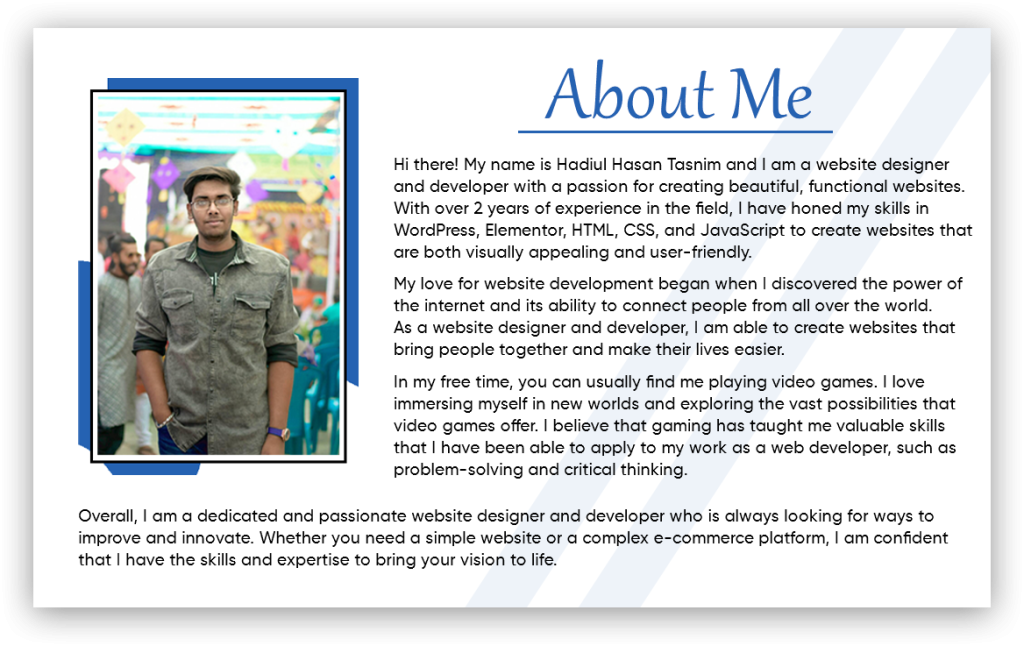 About Me
Hi there! My name is Hadiul Hasan Tasnim and I am a website designer
and developer with a passion for creating beautiful, functional websites.
With over 2 years of experience in the field, I have honed my skills in
WordPress, Elementor, HTML, CSS, and JavaScript to create websites that
are both visually appealing and user-friendly.
My love for website development began when I discovered the power of
the internet and its ability to connect people from all over the world.
As a website designer and developer, I am able to create websites that
bring people together and make their lives easier.
In my free time, you can usually find me playing video games. I love
immersing myself in new worlds and exploring the vast possibilities that
video games offer. I believe that gaming has taught me valuable skills
that I have been able to apply to my work as a web developer, such as
problem-solving and critical thinking.
Overall, I am a dedicated and passionate website designer and developer who is always looking for ways to
improve and innovate. Whether you need a simple website or a complex e-commerce platform, I am confident
that I have the skills and expertise to bring your vision to life.